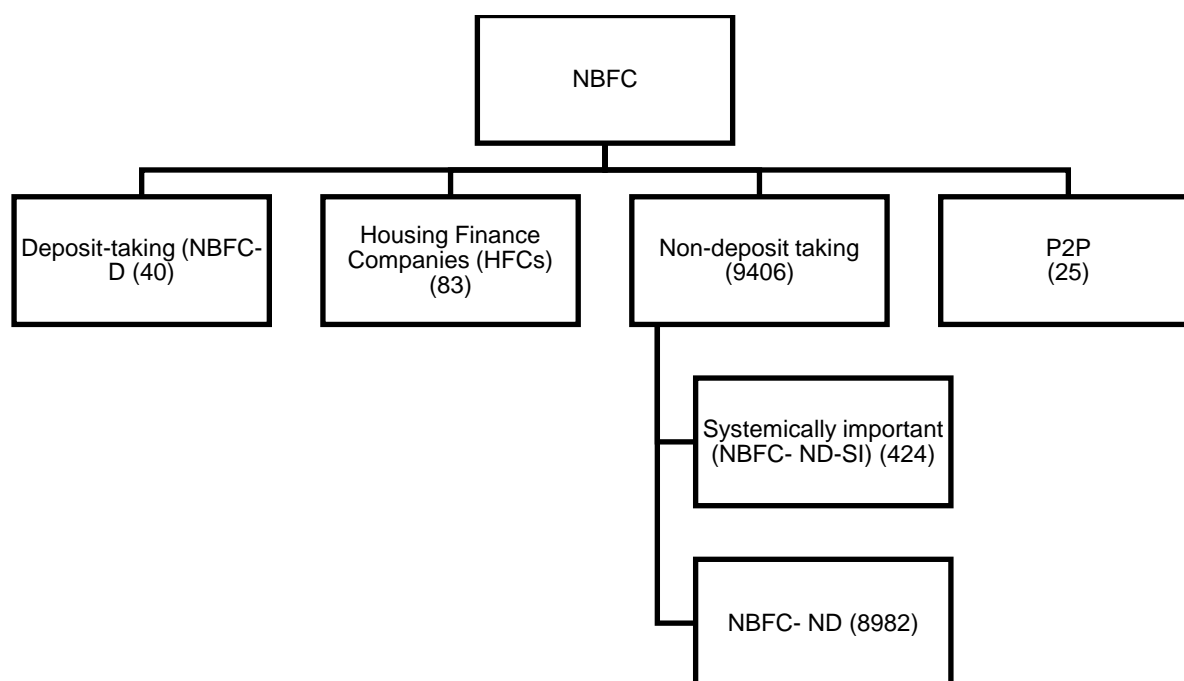 NBFC
Deposit-taking (NBFC-
D (40)
Housing Finance
Companies (HFCs)
(83)
Non-deposit taking
(9406)
P2P
(25)
Systemically important
(NBFC- ND-SI) (424)
NBFC- ND (8982)